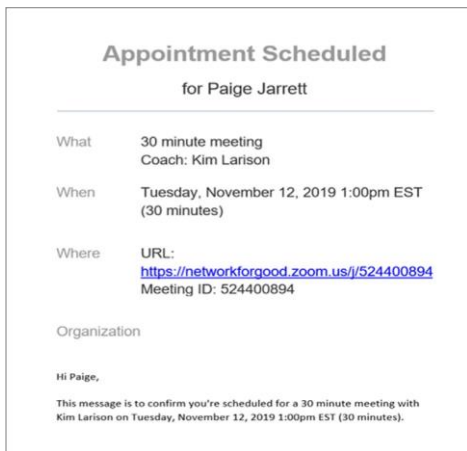 Appointment Scheduled
for Paige Jarrett
What 30 minute meeting
Coach: Kim Larison
When Tuesday, November 12, 2019 1:00pm EST
(30 minutes)
Where URL:
https://networkforgood.zoom.us/j/524400894
Meeting ID: 524400894
Organization
Hi Paige,
This message is to confirm you're scheduled for a 30 minute meeting with
Kim Larison on Tuesday, November 12, 2019 1:00pm EST (30 minutes).